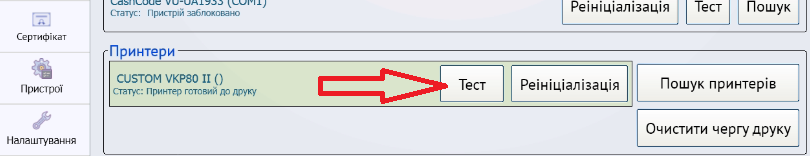 CashCode VU-UA1933 (COM1)
Статус: Пристрій заблоковано
Реініціалізація
Тест
Пошук
Сертифікат
Пристрої
Налаштування
Принтери
CUSTOM VKP80 II ()
Статус: Принтер готовий до друку
Тест
Реініціалізація
Пошук принтерів
Очистити чергу друку